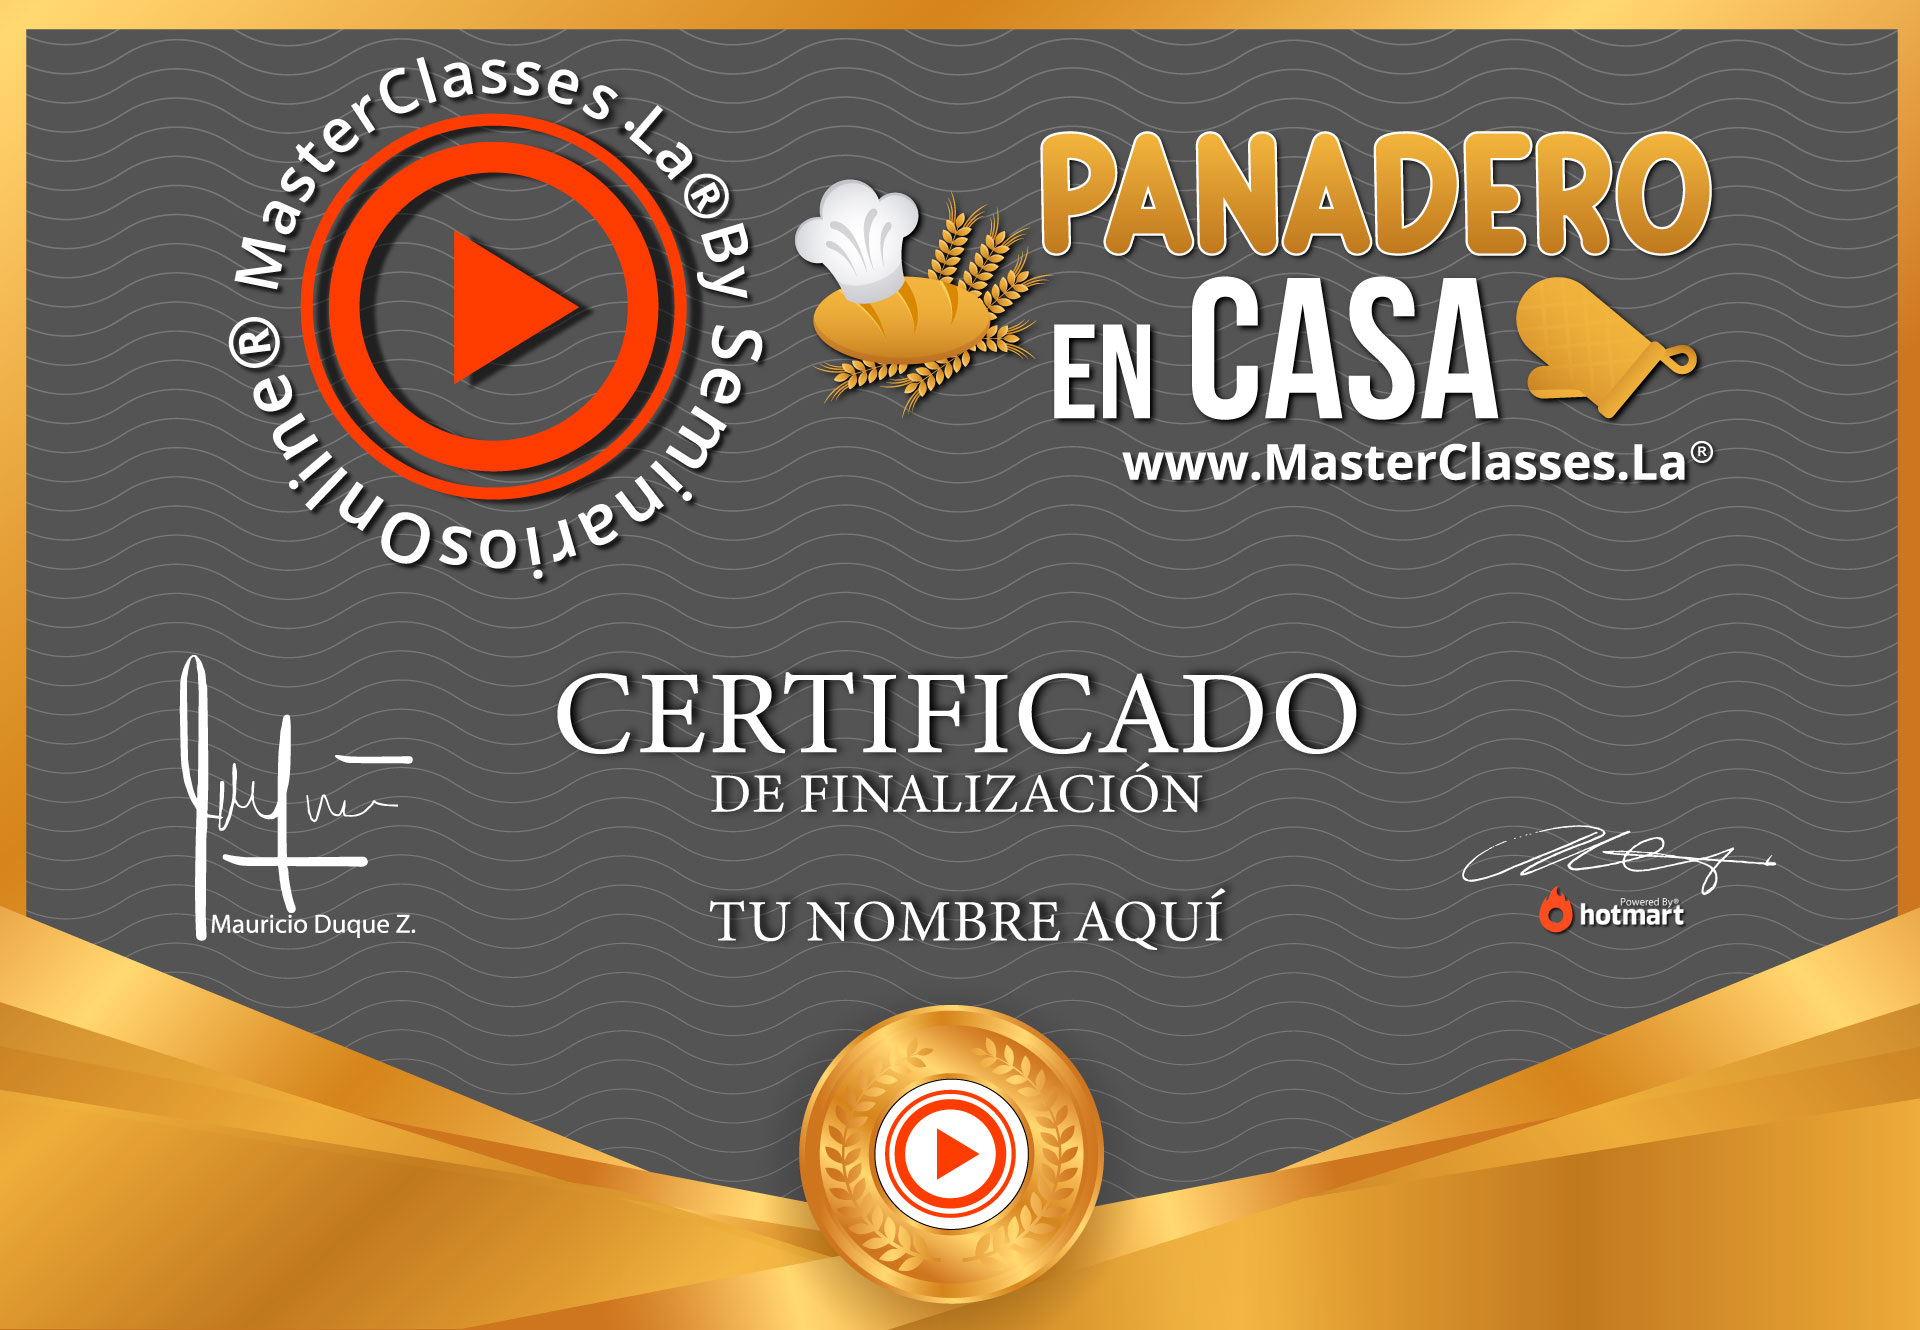 MasterClasses.La® By SeminariosOnline®
PANADERO
EN CASA
www.MasterClasses.La®
CERTIFICADO
DE FINALIZACIÓN
TU NOMBRE AQUÍ
Mauricio Duque Z.
Powered By®
hotmart